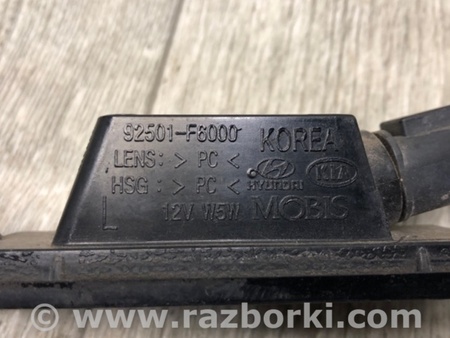 92501-F6000 KOREA
LENS: > PC < HYUNDAI KIA
HSG: > PC <
L 12V W5W MOBIS
www.razborki.com